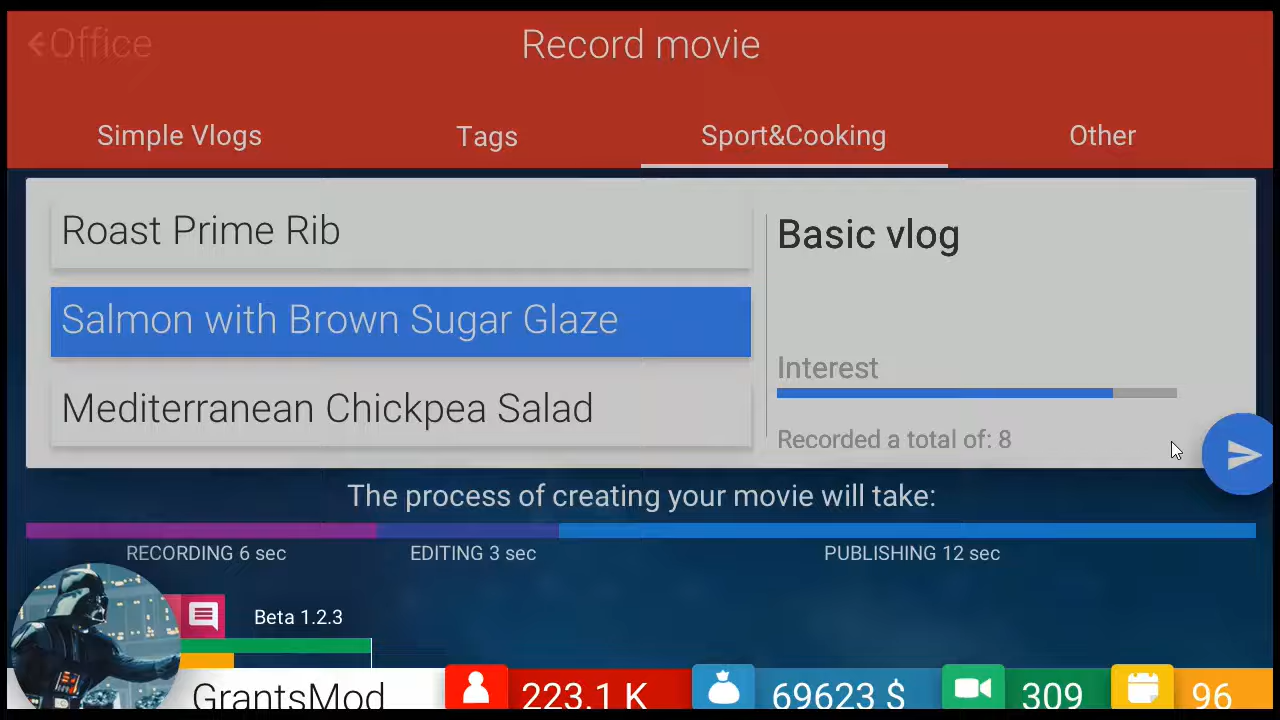 Office
Record movie
Simple Vlogs
Tags
Sport&Cooking
Other
Roast Prime Rib
Salmon with Brown Sugar Glaze
Mediterranean Chickpea Salad
Basic vlog
Interest
Recorded a total of: 8
The process of creating your movie will take:
RECORDING 6 sec
EDITING 3 sec
PUBLISHING 12 sec
Beta 1.2.3
GrantsMod
223.1 K
69623 $
309
96